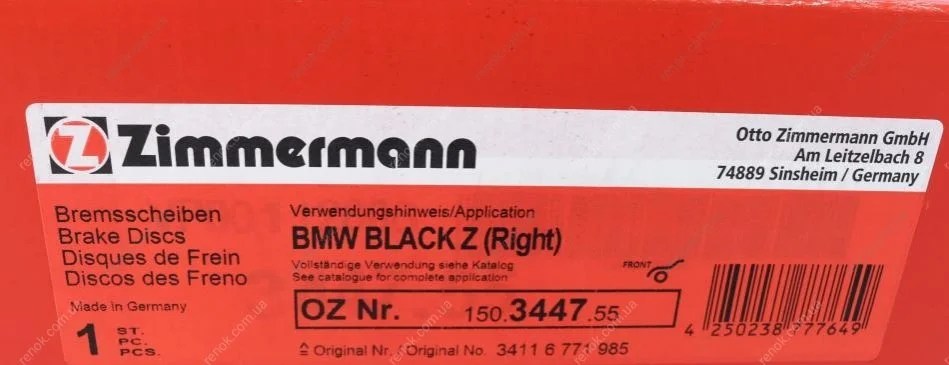 Z Zimmermann
Otto Zimmermann GmbH
Am Leitzelbach 8
74889 Sinsheim / Germany
Bremsscheiben
Brake Discs
Disques de Frein
Discos des Freno
Made in Germany
1 ST.
PC.
PCS.
Verwendungshinweis/Application
BMW BLACK Z (Right)
Vollständige Verwendung siehe Katalog
See catalogue for complete application
FRONT
OZ Nr. 150.3447.55
≙ Original Nr. / Original No. 3411 6 771 985
4 250238 777649
renok.com.ua